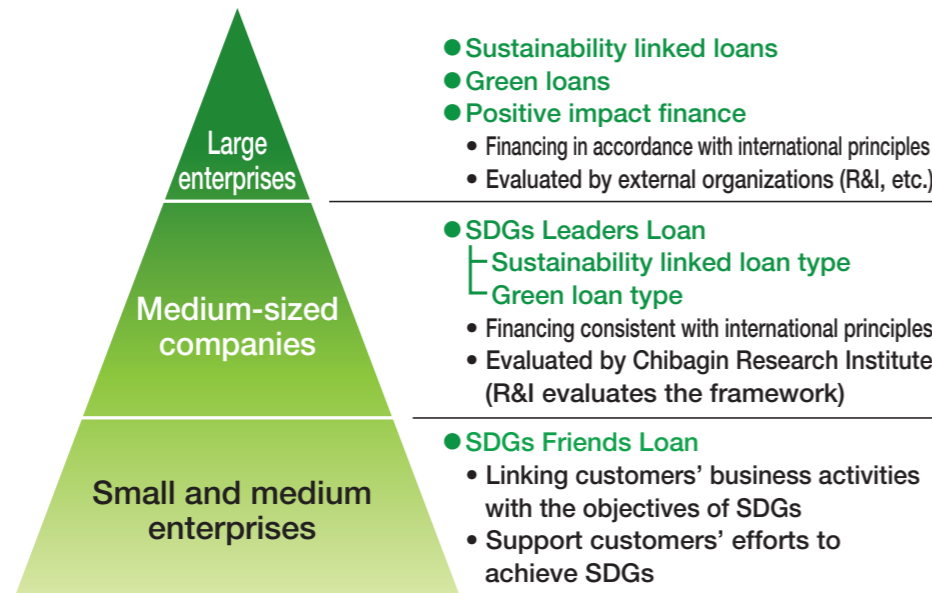 Large
enterprises
● Sustainability linked loans
● Green loans
● Positive impact finance
• Financing in accordance with international principles
• Evaluated by external organizations (R&I, etc.)
Medium-sized
companies
● SDGs Leaders Loan
Sustainability linked loan type
Green loan type
• Financing consistent with international principles
• Evaluated by Chibagin Research Institute
(R&I evaluates the framework)
Small and medium
enterprises
● SDGs Friends Loan
• Linking customers’ business activities
with the objectives of SDGs
• Support customers’ efforts to
achieve SDGs